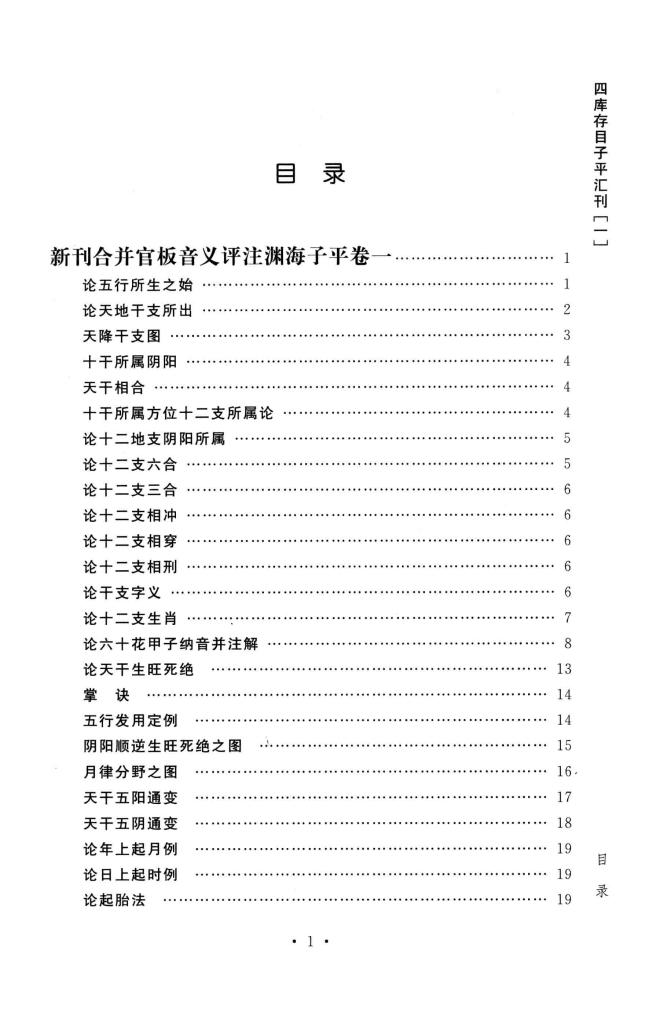 四库存目子平汇刊[一]
目 录
新刊合并官板音义评注渊海子平卷一 …………………… 1
论五行所生之始 …………………… 1
论天地干支所出 …………………… 2
天降干支图 …………………… 3
十干所属阴阳 …………………… 4
天干相合 …………………… 4
十干所属方位十二支所属论 …………………… 4
论十二地支阴阳所属 …………………… 5
论十二支六合 …………………… 5
论十二支三合 …………………… 6
论十二支相冲 …………………… 6
论十二支相穿 …………………… 6
论十二支相刑 …………………… 6
论干支字义 …………………… 6
论十二支生肖 …………………… 7
论六十花甲子纳音并注解 …………………… 8
论天干生旺死绝 …………………… 13
掌 诀 …………………… 14
五行发用定例 …………………… 14
阴阳顺逆生旺死绝之图 …………………… 15
月律分野之图 …………………… 16
天干五阳通变 …………………… 17
天干五阴通变 …………………… 18
论年上起月例 …………………… 19
论日上起时例 …………………… 19
论起胎法 …………………… 19
目录
· 1 ·